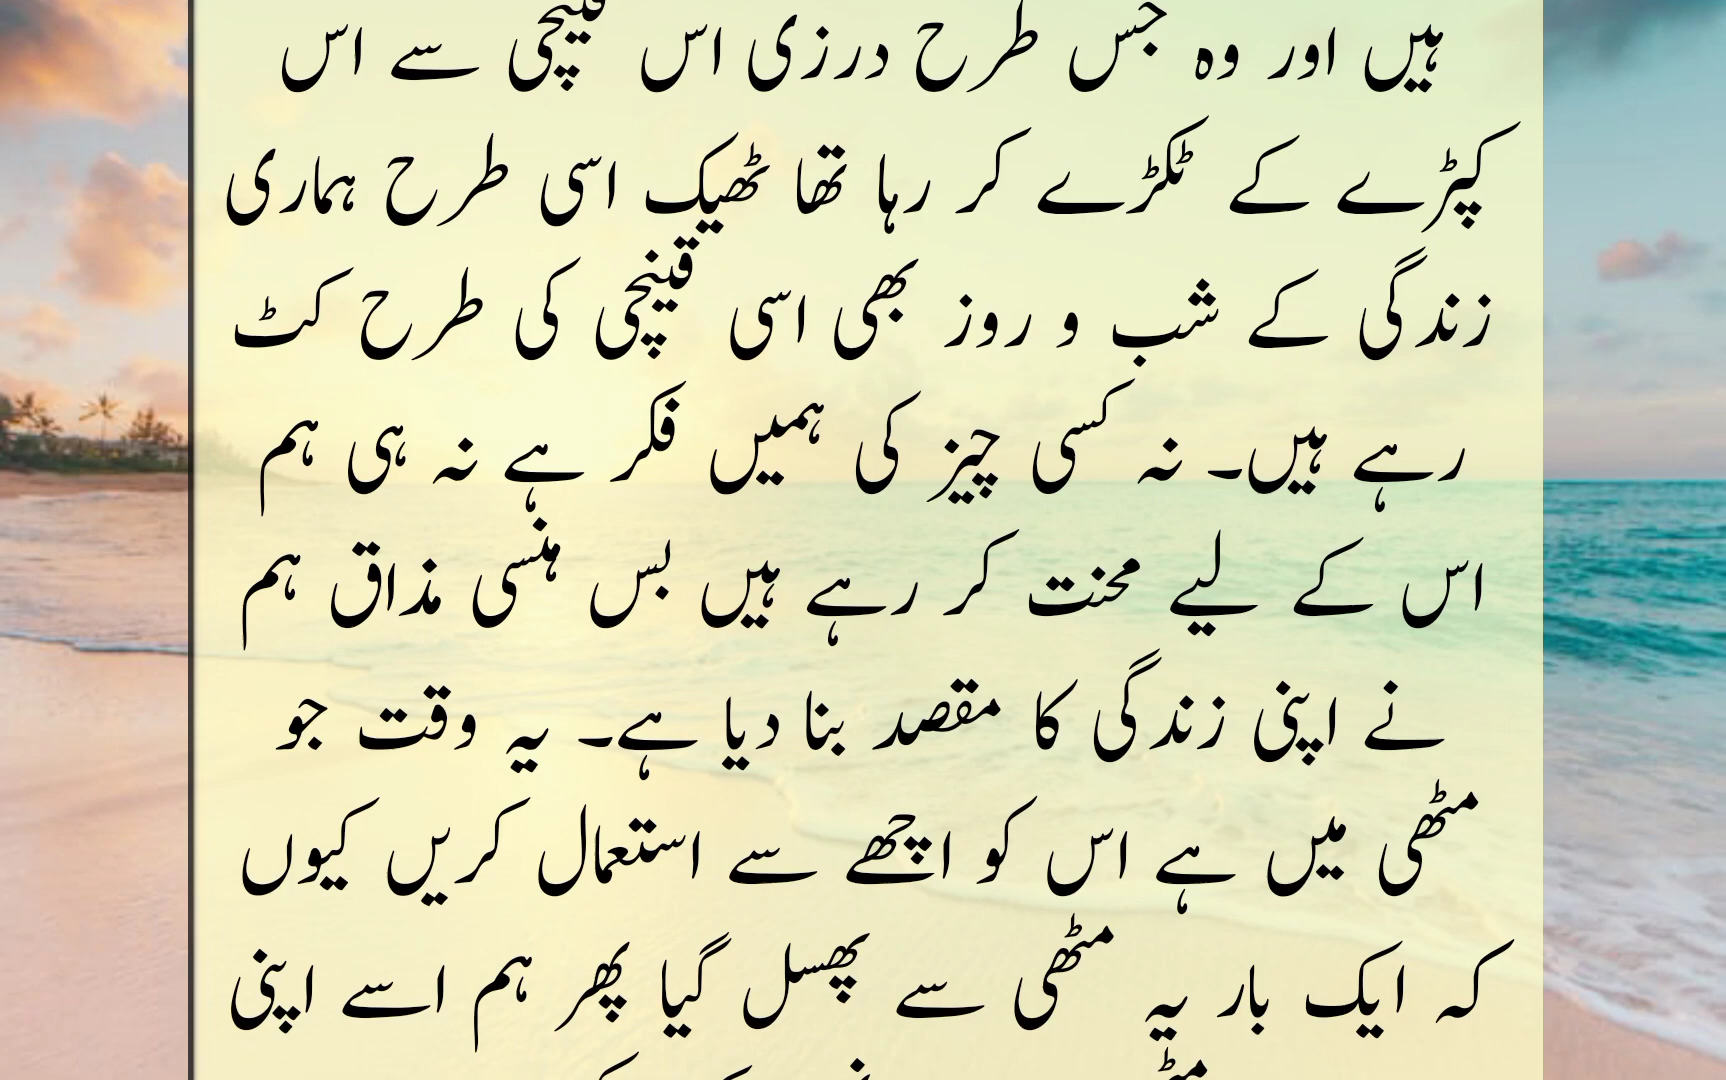 ہیں اور وہ جس طرح درزی اس قینچی سے اس
کپڑے کے ٹکڑے کر رہا تھا ٹھیک اسی طرح ہماری
زندگی کے شب و روز بھی اسی قینچی کی طرح کٹ
رہے ہیں۔ نہ کسی چیز کی ہمیں فکر ہے نہ ہی ہم
اس کے لیے محنت کر رہے ہیں بس ہنسی مذاق ہم
نے اپنی زندگی کا مقصد بنا دیا ہے۔ یہ وقت جو
مٹھی میں ہے اس کو اچھے سے استعمال کریں کیوں
کہ ایک بار یہ مٹھی سے پھسل گیا پھر ہم اسے اپنی